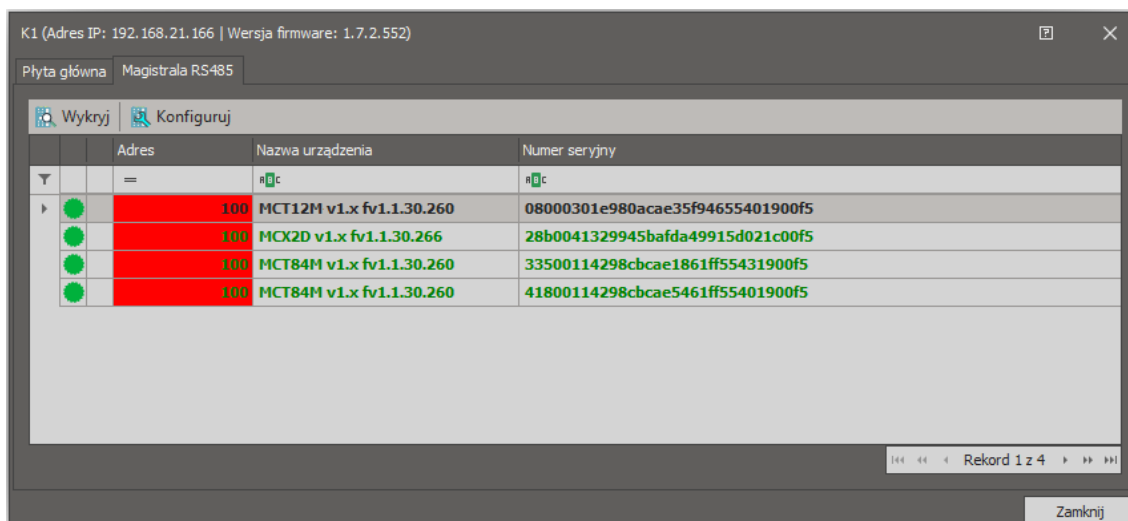 K1 (Adres IP: 192.168.21.166 | Wersja firmware: 1.7.2.552)
Płyta główna Magistrala RS485
Wykryj Konfiguruj
Adres Nazwa urządzenia Numer seryjny
= ABC ABC
100 MCT12M v1.x fv1.1.30.260 08000301e980acae35f94655401900f5
100 MCX2D v1.x fv1.1.30.266 28b0041329945bafda49915d021c00f5
100 MCT84M v1.x fv1.1.30.260 33500114298cbcae1861ff55431900f5
100 MCT84M v1.x fv1.1.30.260 41800114298cbcae5461ff55401900f5
Rekord 1 z 4
Zamknij